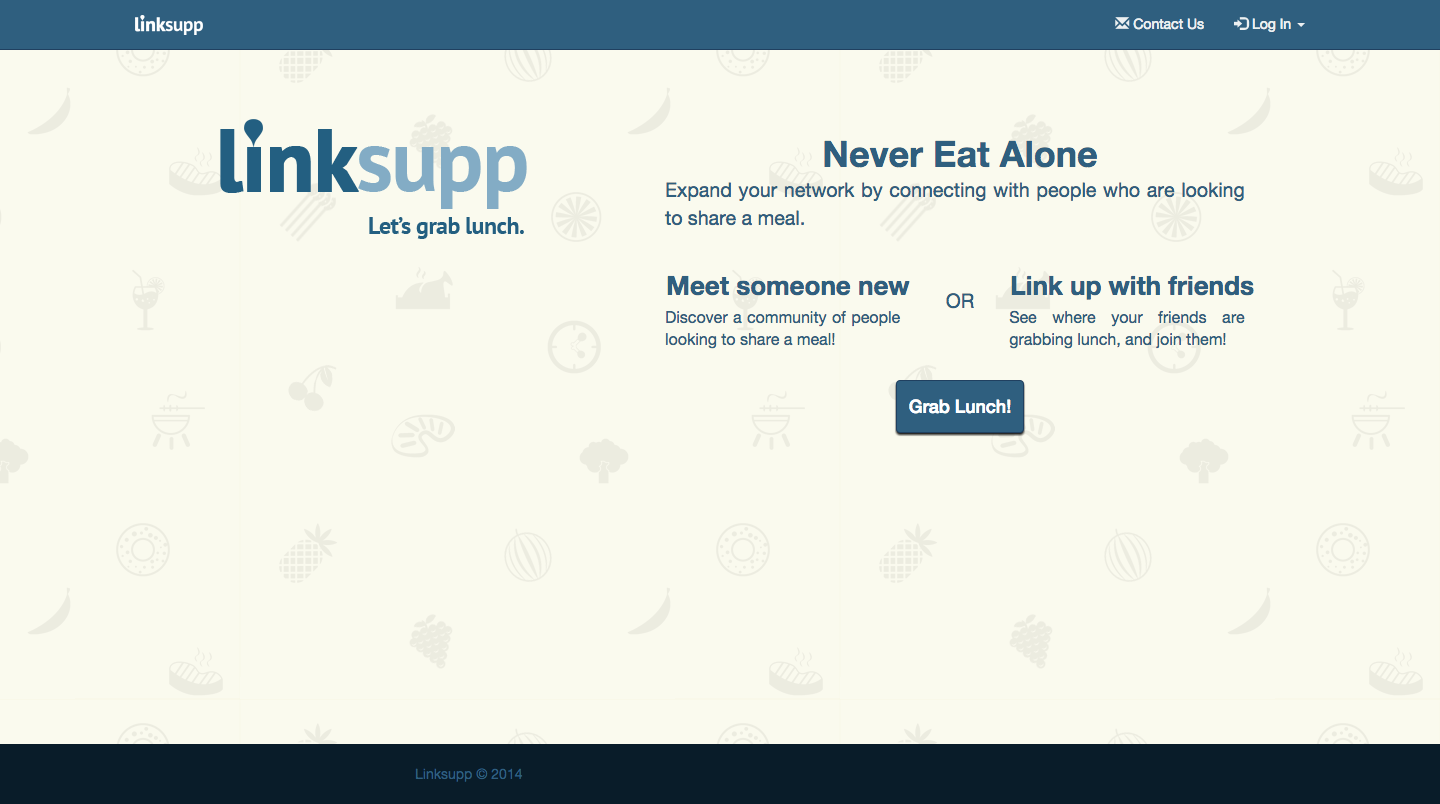 linksupp
Contact Us
Log In
linksupp
Let's grab lunch.
Never Eat Alone
Expand your network by connecting with people who are looking
to share a meal.
Meet someone new
Discover a community of people
looking to share a meal!
OR
Link up with friends
See where your friends are
grabbing lunch, and join them!
Grab Lunch!
Linksupp © 2014